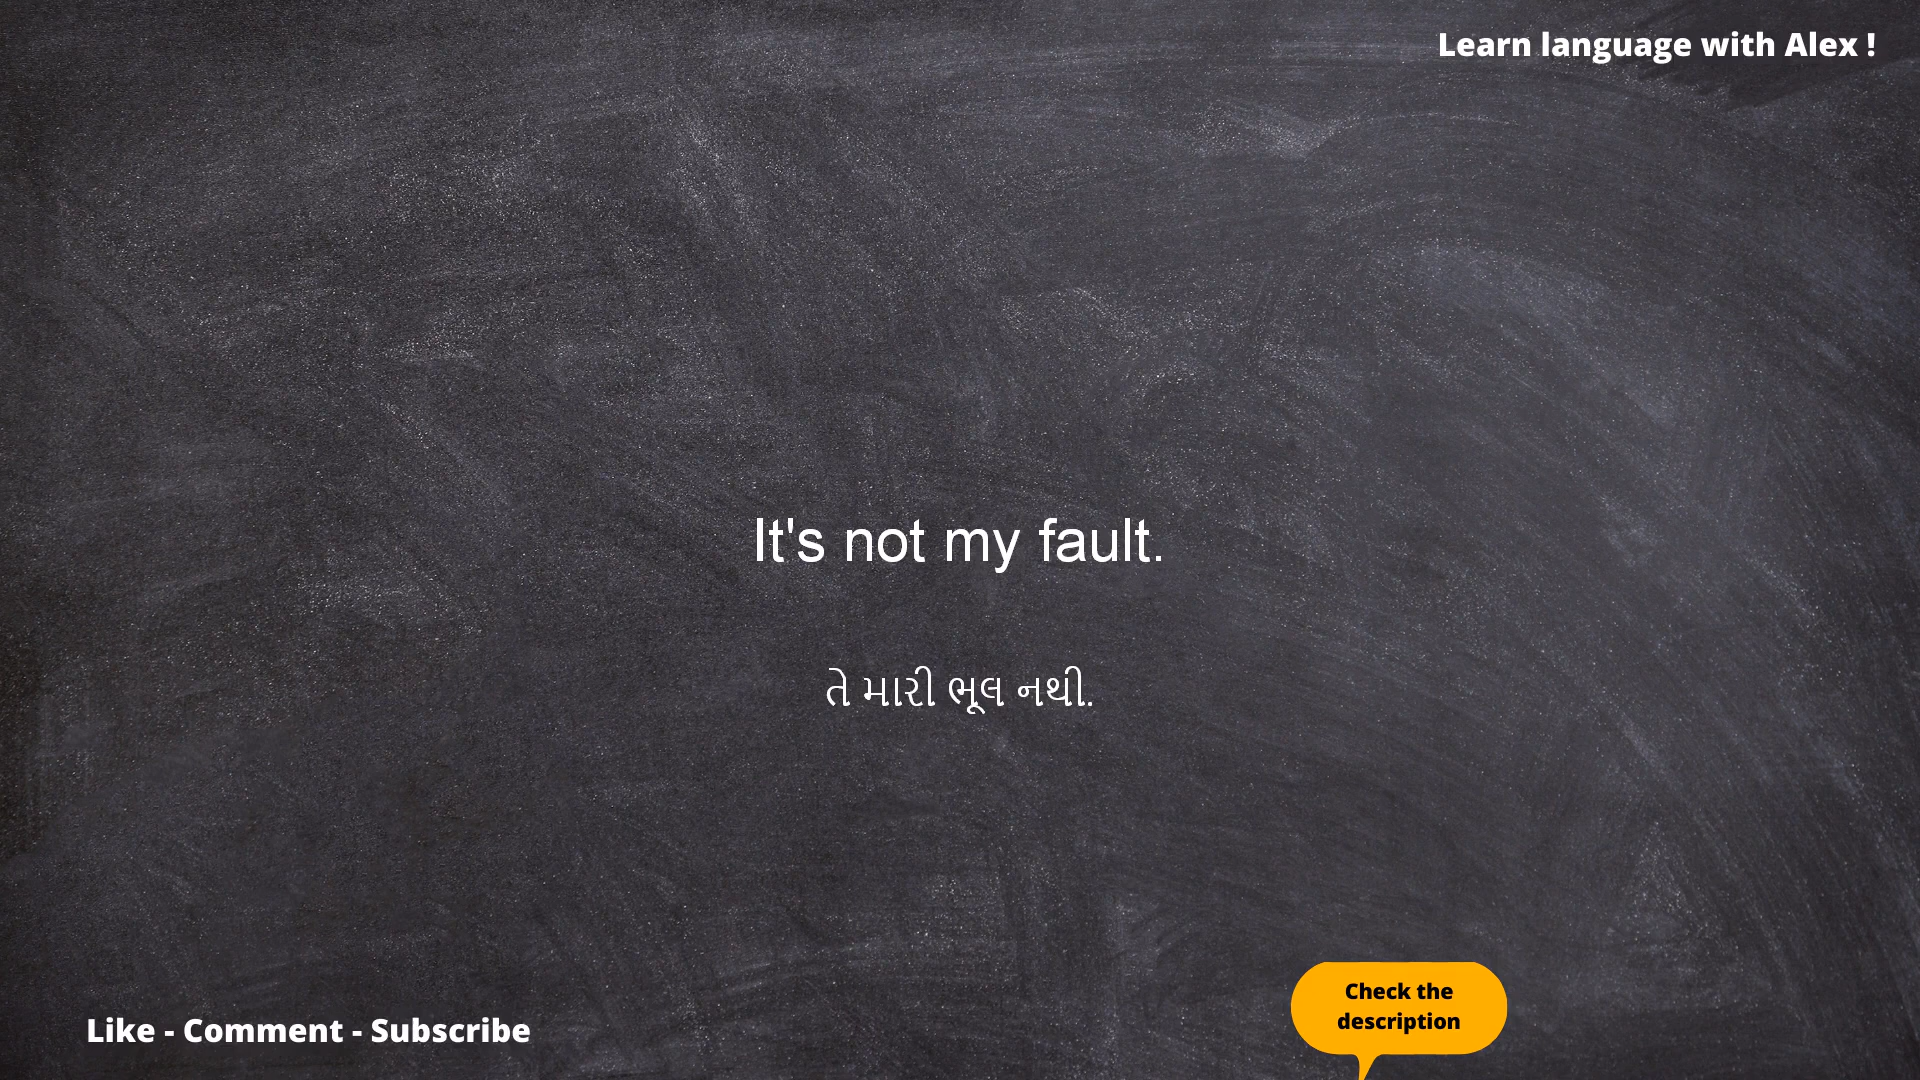 Learn language with Alex !
It's not my fault.
તે મારી ભૂલ નથી.
Check the
description
Like - Comment - Subscribe